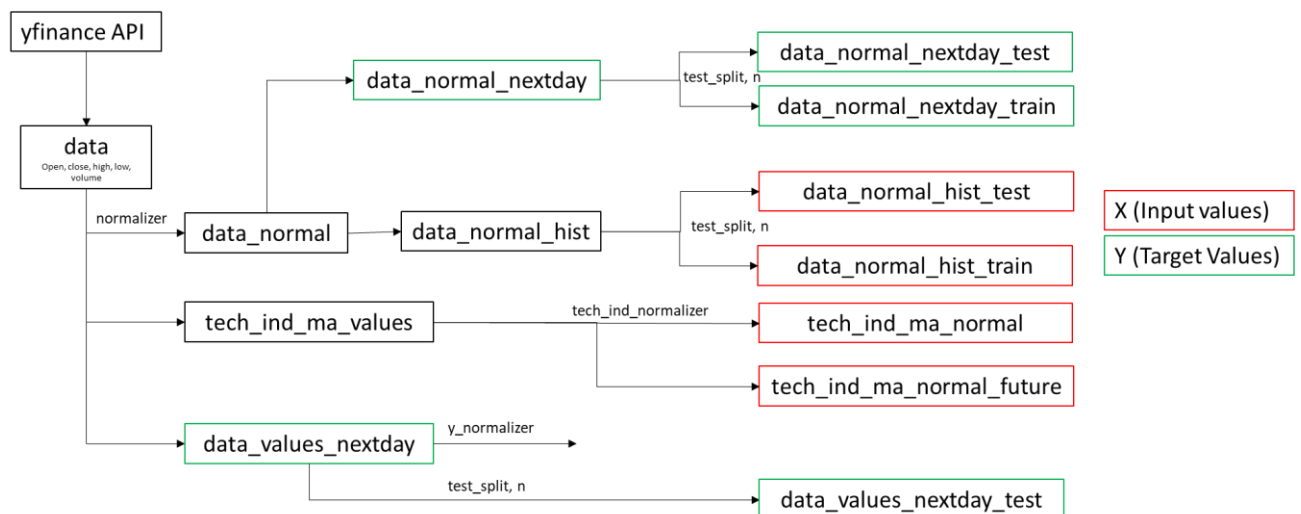 yfinance API
data_normal_nextday_test
data_normal_nextday
test_split, n
data_normal_nextday_train
data
Open, close, high, low,
volume
data_normal_hist_test
X (Input values)
normalizer
data_normal
data_normal_hist
test_split, n
Y (Target Values)
data_normal_hist_train
tech_ind_ma_values
tech_ind_normalizer
tech_ind_ma_normal
tech_ind_ma_normal_future
data_values_nextday
y_normalizer
test_split, n
data_values_nextday_test